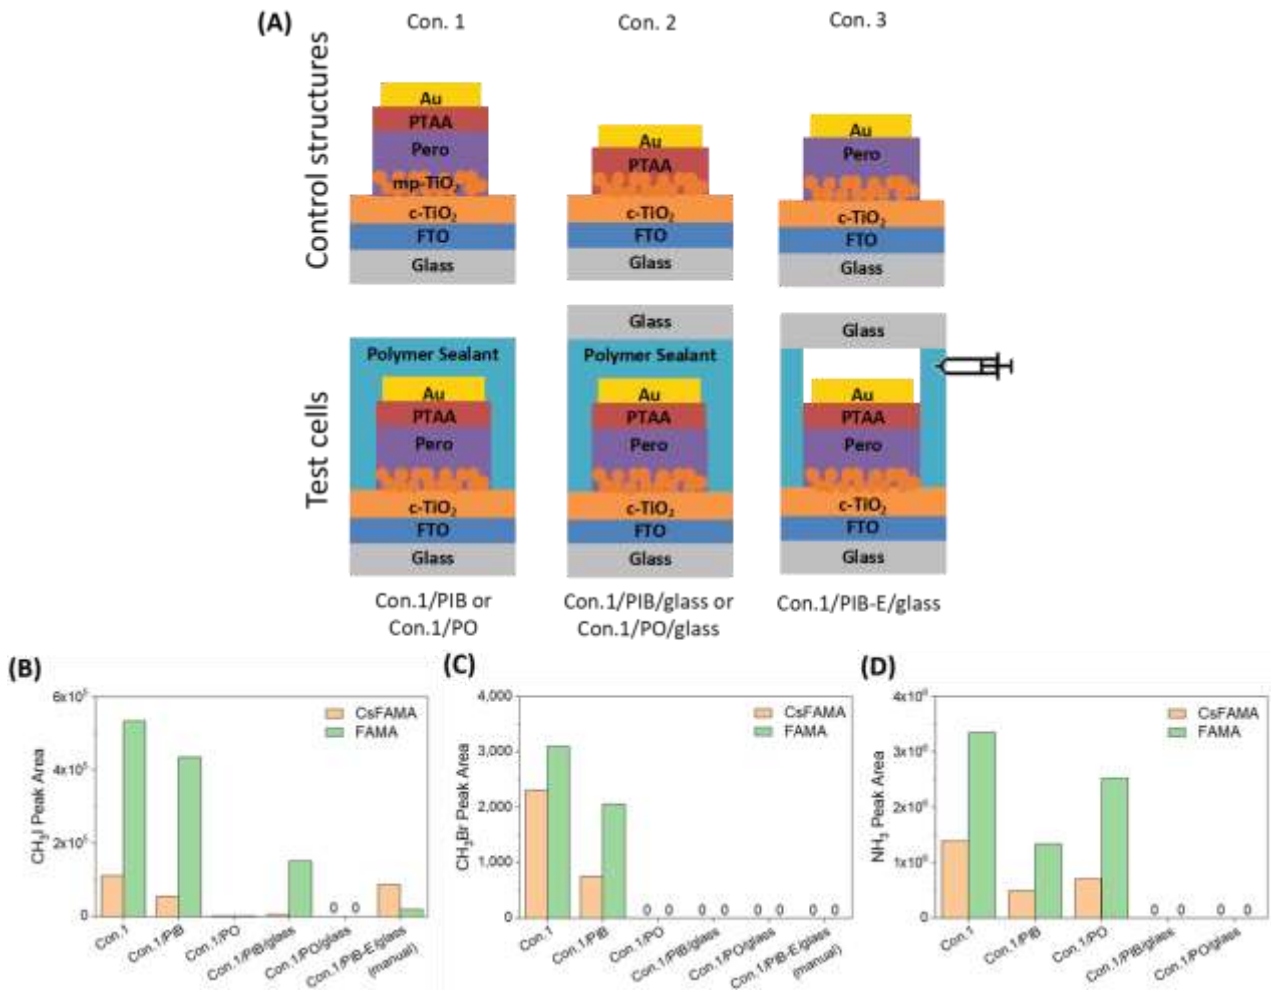 (A)
Con. 1
Con. 2
Con. 3
Control structures
Au
PTAA
Pero
mp-TiO₂
c-TiO₂
FTO
Glass
Au
PTAA
c-TiO₂
FTO
Glass
Au
Pero
c-TiO₂
FTO
Glass
Test cells
Polymer Sealant
Au
PTAA
Pero
c-TiO₂
FTO
Glass
Con.1/PIB or
Con.1/PO
Glass
Polymer Sealant
Au
PTAA
Pero
c-TiO₂
FTO
Glass
Con.1/PIB/glass or
Con.1/PO/glass
Glass
Au
PTAA
Pero
c-TiO₂
FTO
Glass
Con.1/PIB-E/glass
(B)
CH₃I Peak Area
6x10⁵
4x10⁵
2x10⁵
0
CsFAMA
FAMA
0 0
Con.1
Con.1/PIB
Con.1/PO
Con.1/PIB/glass
Con.1/PO/glass
Con.1/PIB-E/glass
(manual)
(C)
CH₃Br Peak Area
4,000
3,000
2,000
1,000
0
CsFAMA
FAMA
0 0 0 0 0 0 0 0
Con.1
Con.1/PIB
Con.1/PO
Con.1/PIB/glass
Con.1/PO/glass
Con.1/PIB-E/glass
(manual)
(D)
NH₃ Peak Area
4x10⁶
3x10⁶
2x10⁶
1x10⁶
0
CsFAMA
FAMA
0 0 0 0
Con.1
Con.1/PIB
Con.1/PO
Con.1/PIB/glass
Con.1/PO/glass